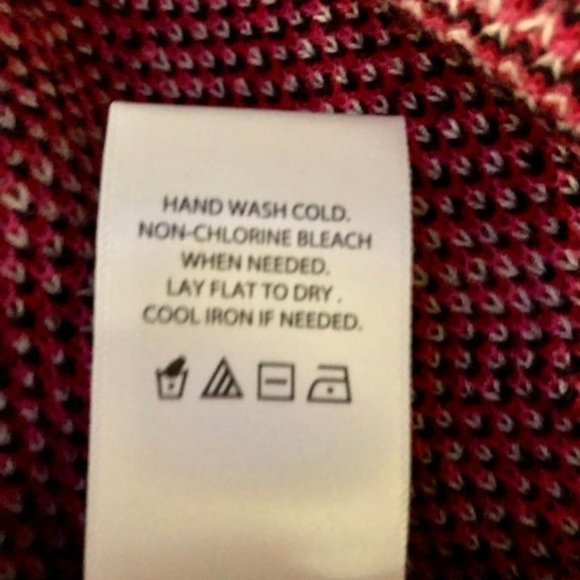 HAND WASH COLD.
NON-CHLORINE BLEACH
WHEN NEEDED.
LAY FLAT TO DRY .
COOL IRON IF NEEDED.